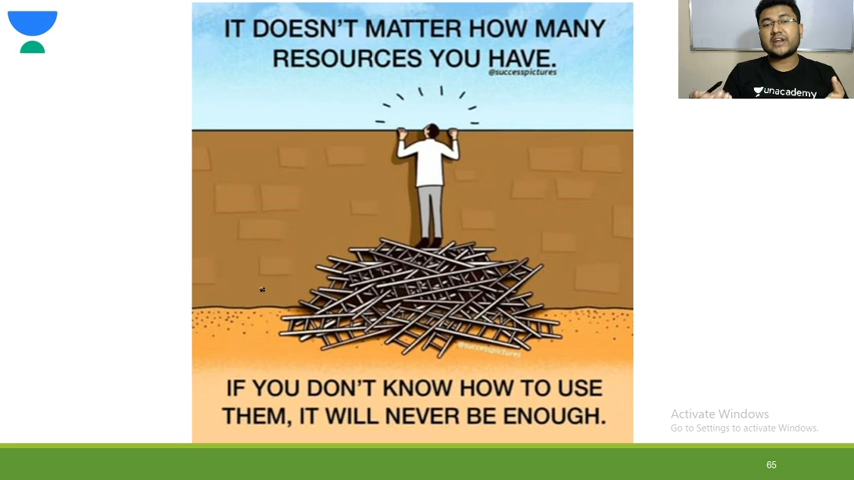 IT DOESN'T MATTER HOW MANY
RESOURCES YOU HAVE.
@successpictures
unacademy
@successpictures
IF YOU DON'T KNOW HOW TO USE
THEM, IT WILL NEVER BE ENOUGH.
Activate Windows
Go to Settings to activate Windows.
65